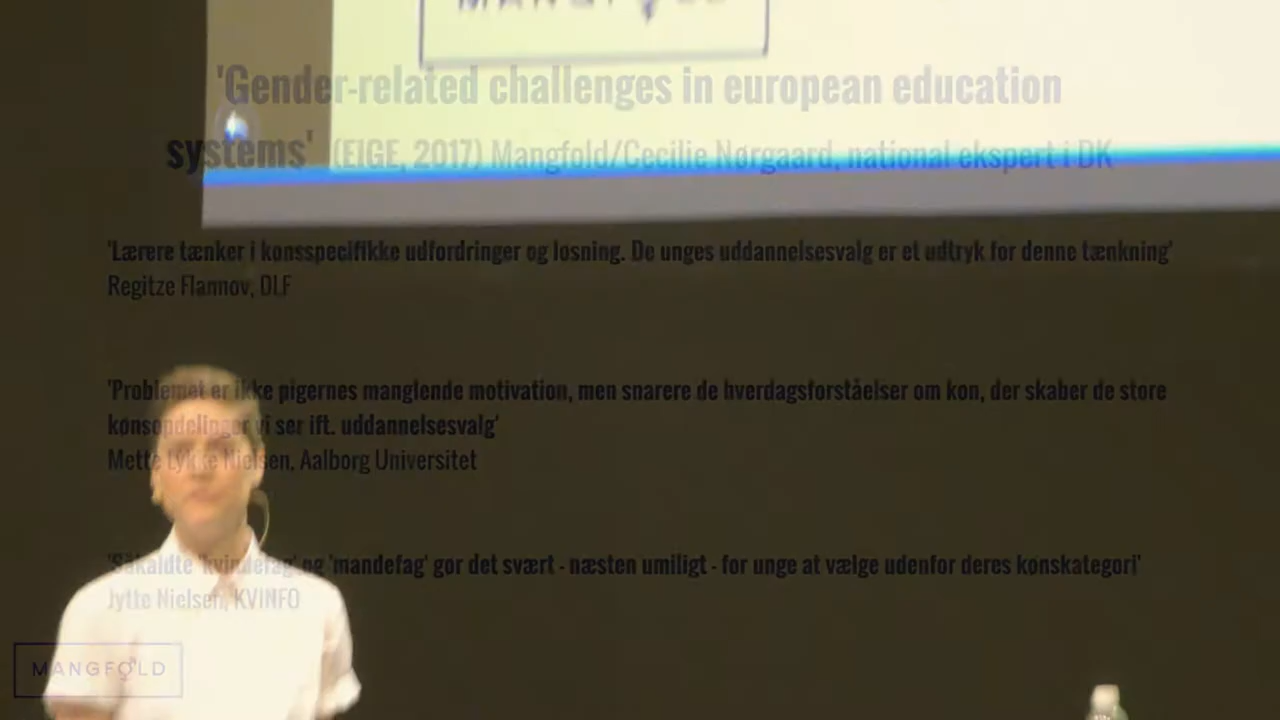 'Gender-related challenges in european education
systems' (EIGE, 2017) Mangfold/Cecilie Nørgaard, national ekspert i DK
'Lærere tænker i kønsspecifikke udfordringer og løsning. De unges uddannelsesvalg er et udtryk for denne tænkning'
Regitze Flannov, DLF
'Problemet er ikke pigernes manglende motivation, men snarere de hverdagsforståelser om køn, der skaber de store
kønsopdelinger vi ser ift. uddannelsesvalg'
Mette Lykke Nielsen, Aalborg Universitet
'Såkaldte 'kvindefag' og 'mandefag' gør det svært - næsten umiligt - for unge at vælge udenfor deres kønskategori'
Jytte Nielsen, KVINFO
MANGFOLD